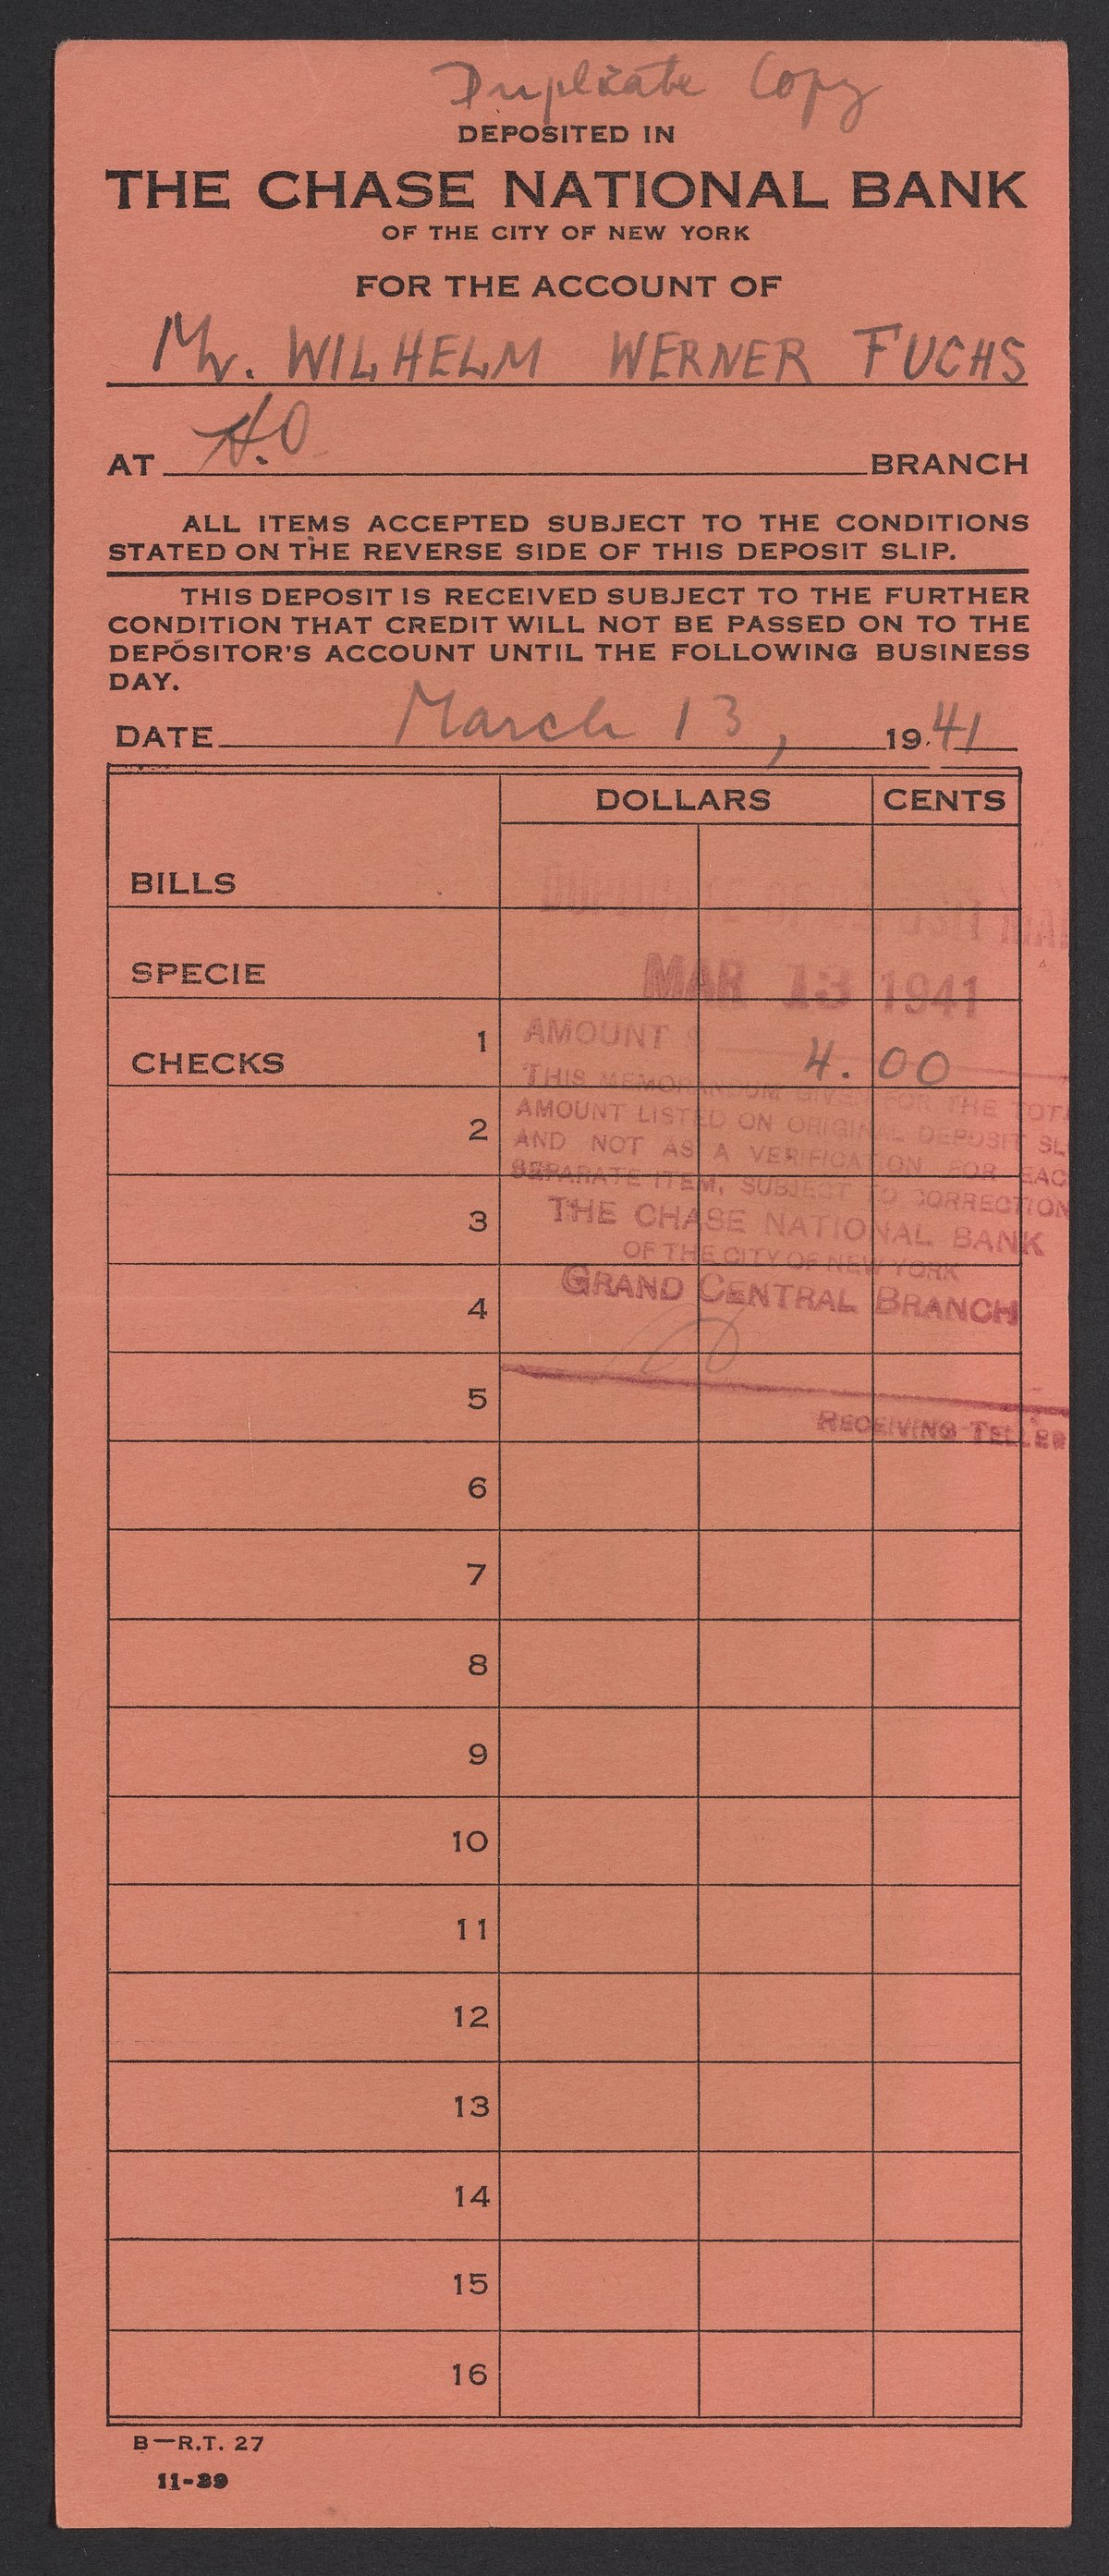 Duplicate Copy
DEPOSITED IN
THE CHASE NATIONAL BANK
OF THE CITY OF NEW YORK
FOR THE ACCOUNT OF
Mr. WILHELM WERNER FUCHS
AT H.O. BRANCH
ALL ITEMS ACCEPTED SUBJECT TO THE CONDITIONS
STATED ON THE REVERSE SIDE OF THIS DEPOSIT SLIP.
THIS DEPOSIT IS RECEIVED SUBJECT TO THE FURTHER
CONDITION THAT CREDIT WILL NOT BE PASSED ON TO THE
DEPOSITOR'S ACCOUNT UNTIL THE FOLLOWING BUSINESS
DAY.
DATE March 13, 1941
DOLLARS CENTS
BILLS
SPECIE
MAR 13 1941
CHECKS 1 4.00
AMOUNT $
THIS MEMORANDUM GIVEN FOR THE TOTA
2
AMOUNT LISTED ON ORIGINAL DEPOSIT SL
AND NOT AS A VERIFICATION FOR EAC
SEPARATE ITEM, SUBJECT TO CORRECTION
3
THE CHASE NATIONAL BANK
OF THE CITY OF NEW YORK
4
GRAND CENTRAL BRANCH
5
RECEIVING TELLER
6
7
8
9
10
11
12
13
14
15
16
B—R.T. 27
11-39